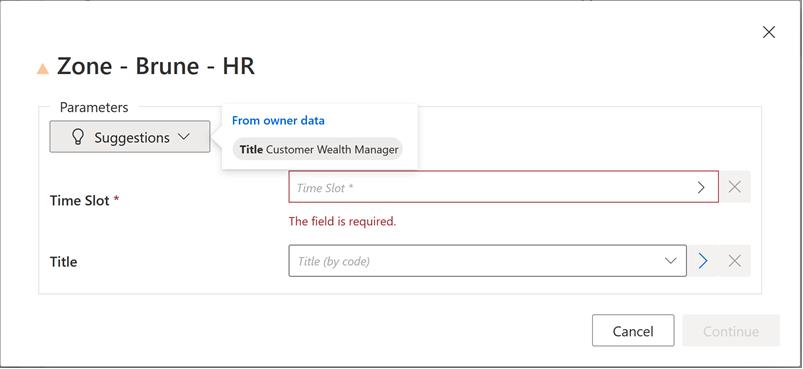 Zone - Brune - HR
Parameters
Suggestions
From owner data
Title Customer Wealth Manager
Time Slot *
Time Slot *
The field is required.
Title
Title (by code)
Cancel
Continue